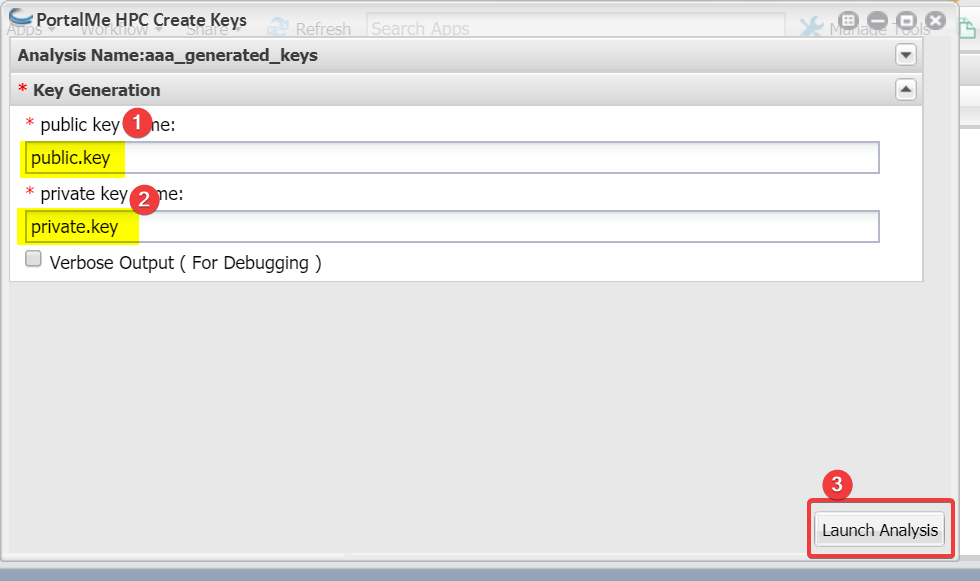 PortalMe HPC Create Keys
Apps Workflow Share Refresh Search Apps Manage Tools
Analysis Name:aaa_generated_keys
* Key Generation
* public key 1 me:
public.key
* private key 2 me:
private.key
Verbose Output ( For Debugging )
3
Launch Analysis